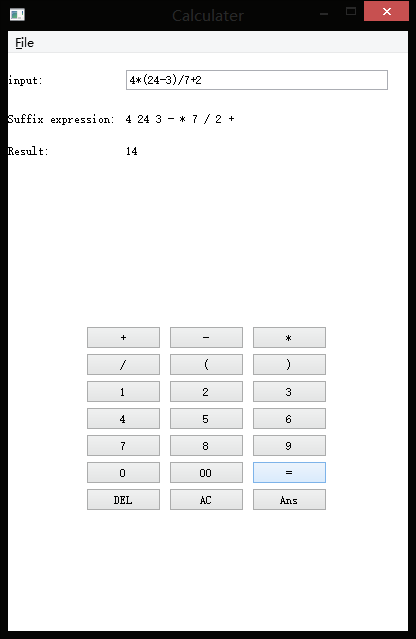 Calculater
File
input: 4*(24-3)/7+2
Suffix expression: 4 24 3 - * 7 / 2 +
Result: 14
+ - *
/ ( )
1 2 3
4 5 6
7 8 9
0 00 =
DEL AC Ans